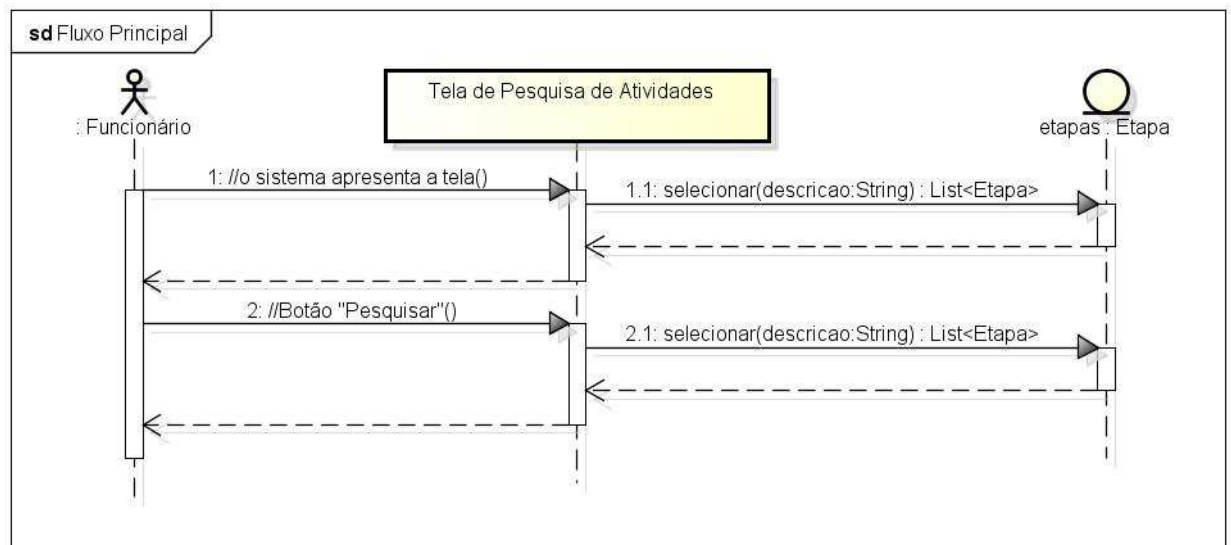 sd Fluxo Principal
: Funcionário
Tela de Pesquisa de Atividades
etapas : Etapa
1: //o sistema apresenta a tela()
1.1: selecionar(descricao:String) : List<Etapa>
2: //Botão "Pesquisar"()
2.1: selecionar(descricao:String) : List<Etapa>